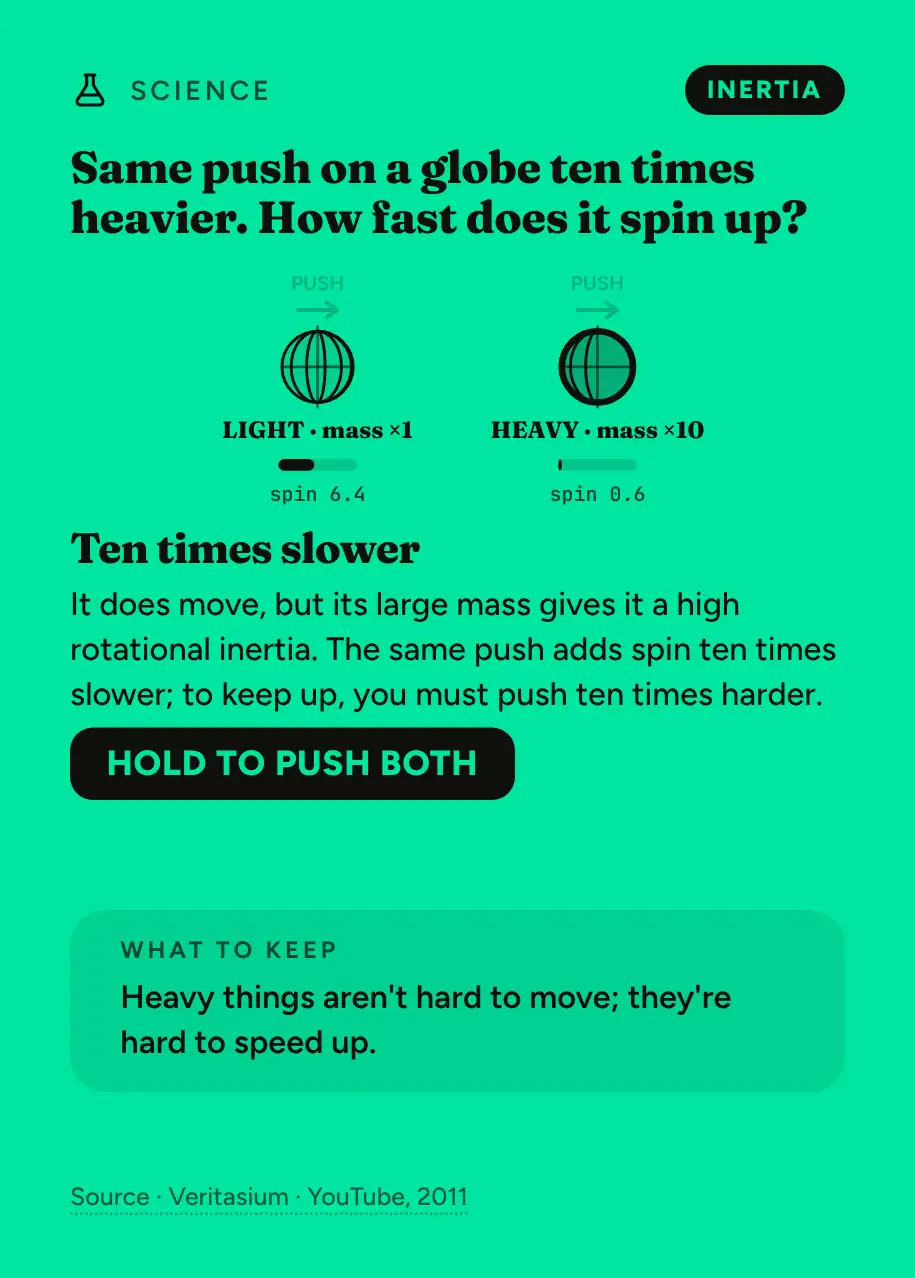 SCIENCE
INERTIA
Same push on a globe ten times
heavier. How fast does it spin up?
PUSH
PUSH
LIGHT · mass ×1
HEAVY · mass ×10
spin 6.4
spin 0.6
Ten times slower
It does move, but its large mass gives it a high
rotational inertia. The same push adds spin ten times
slower; to keep up, you must push ten times harder.
HOLD TO PUSH BOTH
WHAT TO KEEP
Heavy things aren't hard to move; they're
hard to speed up.
Source · Veritasium · YouTube, 2011